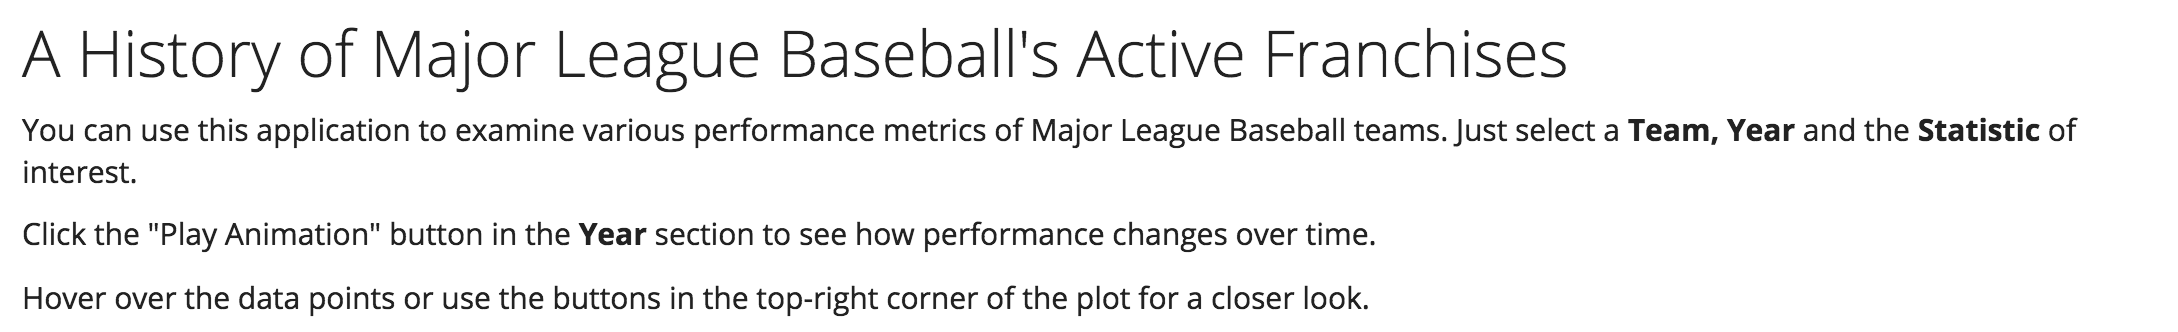 A History of Major League Baseball's Active Franchises
You can use this application to examine various performance metrics of Major League Baseball teams. Just select a Team, Year and the Statistic of
interest.
Click the "Play Animation" button in the Year section to see how performance changes over time.
Hover over the data points or use the buttons in the top-right corner of the plot for a closer look.